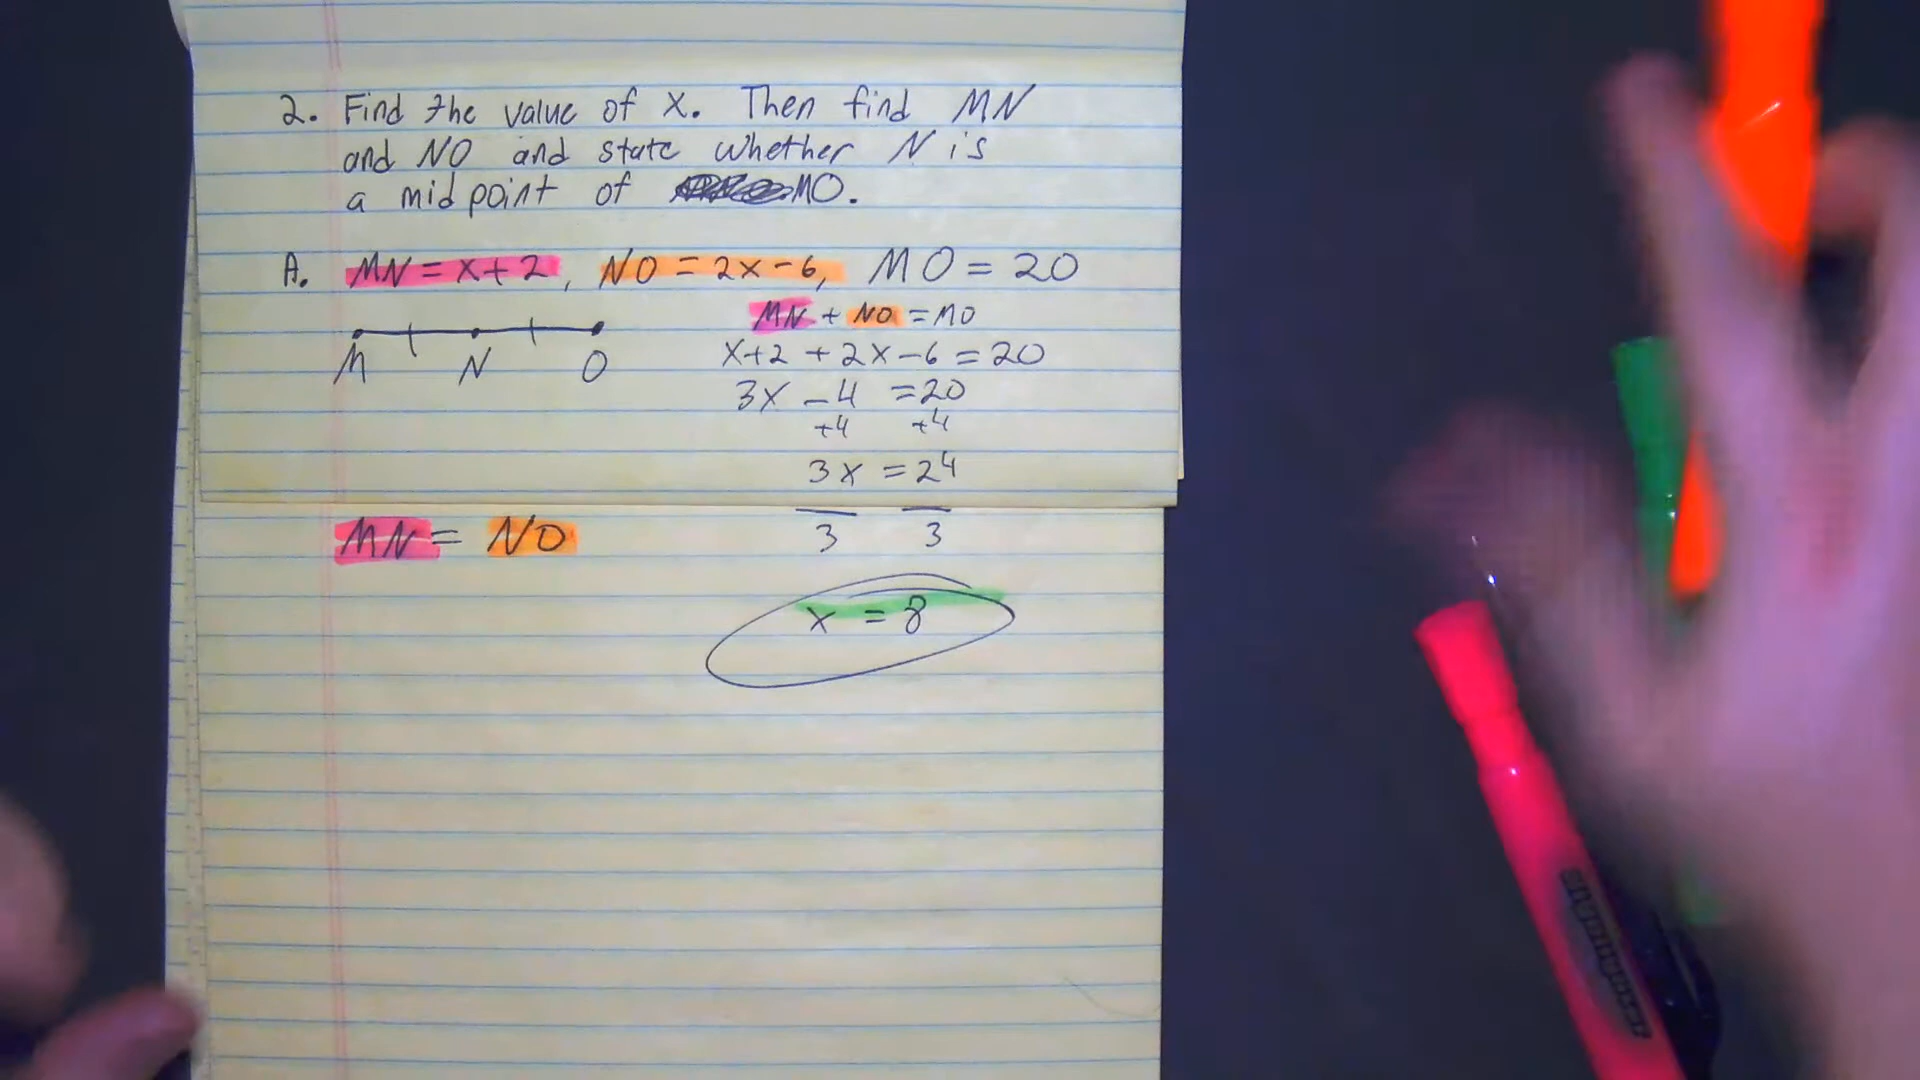 2. Find the value of x. Then find MN
and NO and state whether N is
a midpoint of MO.
A. MN = x+2, NO = 2x-6, MO = 20
MN + NO = MO
x+2 + 2x-6 = 20
3x -4 = 20
+4 +4
3x = 24
3 3
x = 8
M N O
MN = NO